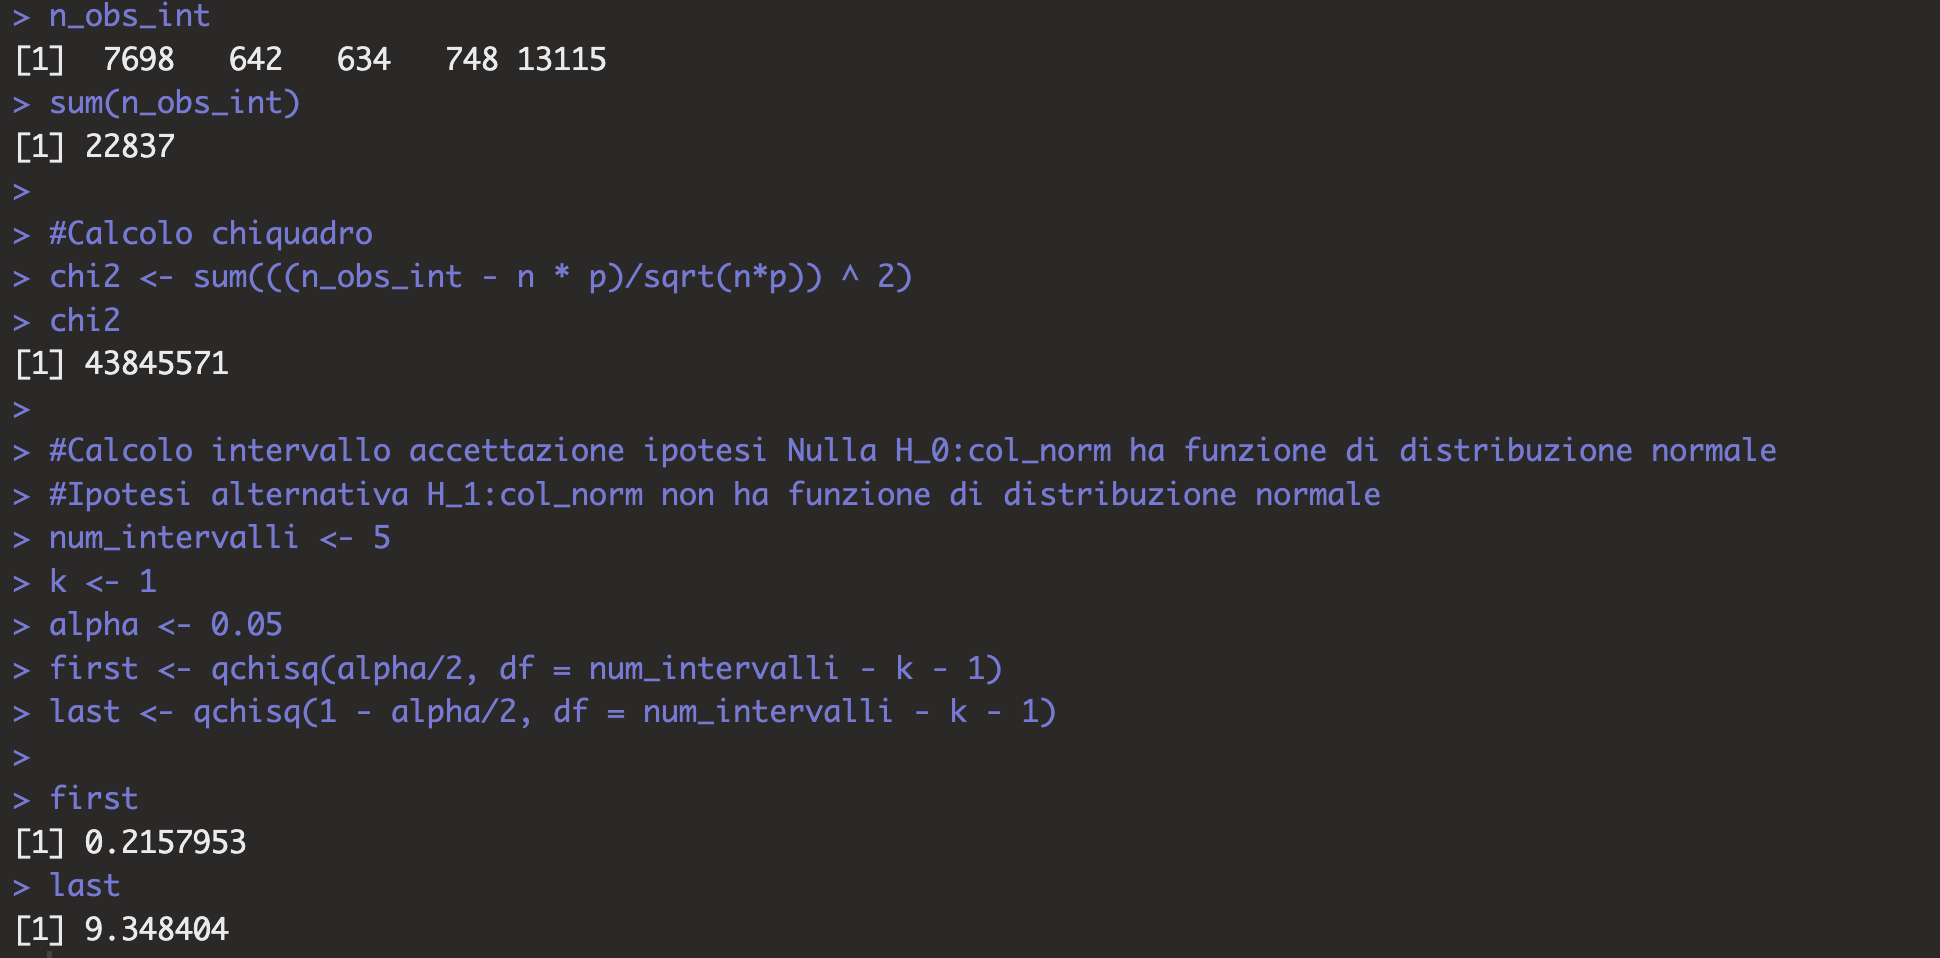 > n_obs_int
[1]  7698   642   634   748 13115
> sum(n_obs_int)
[1] 22837
>
> #Calcolo chiquadro
> chi2 <- sum(((n_obs_int - n * p)/sqrt(n*p)) ^ 2)
> chi2
[1] 43845571
>
> #Calcolo intervallo accettazione ipotesi Nulla H_0:col_norm ha funzione di distribuzione normale
> #Ipotesi alternativa H_1:col_norm non ha funzione di distribuzione normale
> num_intervalli <- 5
> k <- 1
> alpha <- 0.05
> first <- qchisq(alpha/2, df = num_intervalli - k - 1)
> last <- qchisq(1 - alpha/2, df = num_intervalli - k - 1)
>
> first
[1] 0.2157953
> last
[1] 9.348404